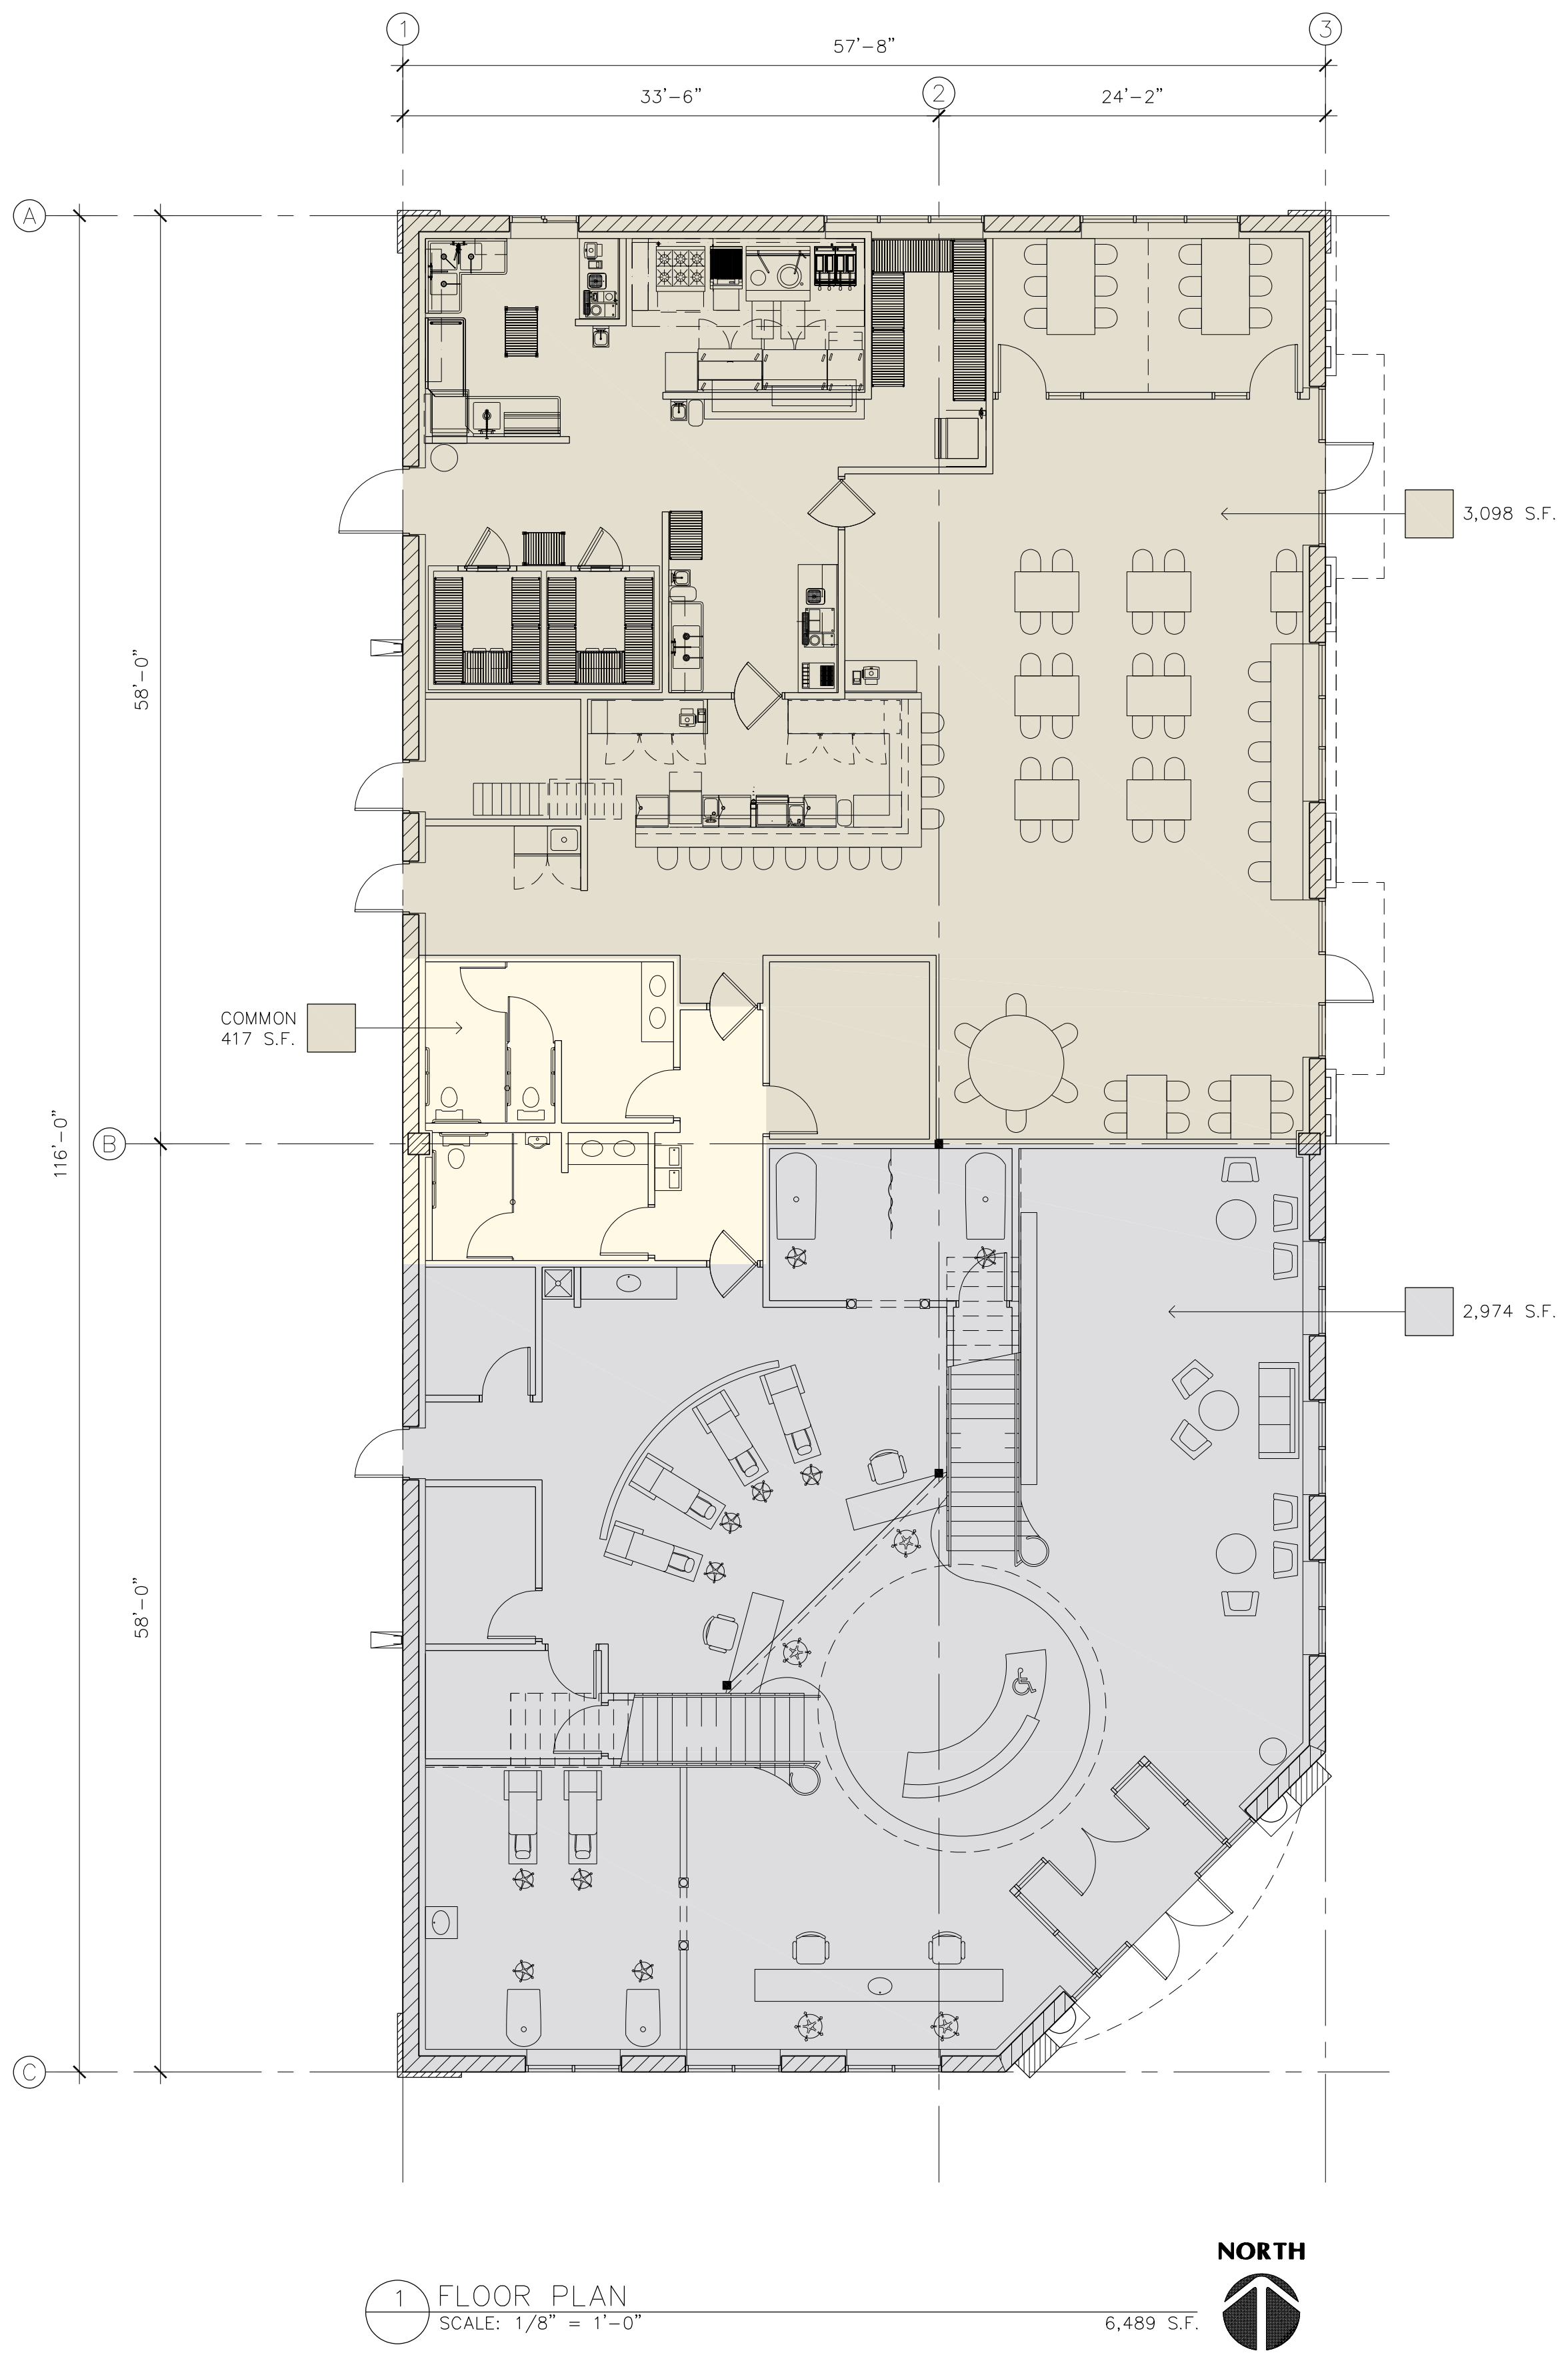 1
3
57'-8"
33'-6"
2
24'-2"
A
58'-0"
3,098 S.F.
COMMON
417 S.F.
116'-0"
B
2,974 S.F.
58'-0"
C
NORTH
1
FLOOR PLAN
SCALE: 1/8" = 1'-0"
6,489 S.F.